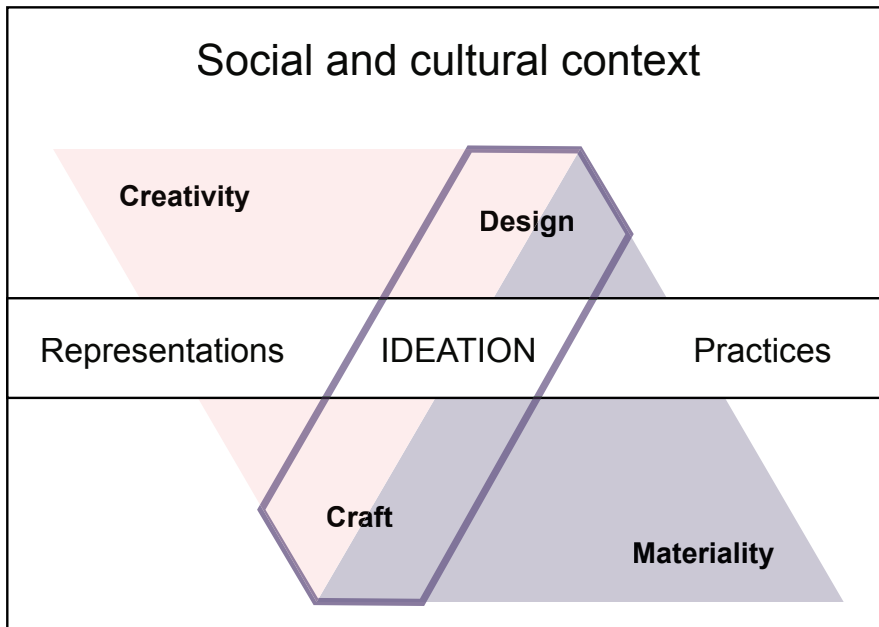 Social and cultural context
Creativity
Design
Representations IDEATION Practices
Craft
Materiality